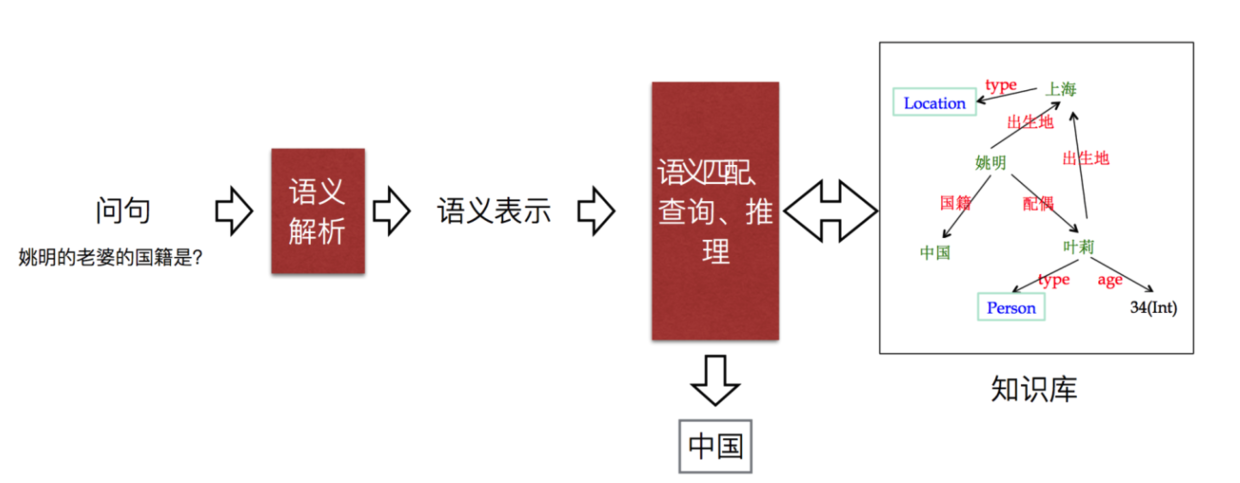 问句
姚明的老婆的国籍是?
语义
解析
语义表示
语义匹配、
查询、推
理
中国
Location
type
上海
出生地
姚明
出生地
国籍
配偶
中国
叶莉
type
age
Person
34(Int)
知识库